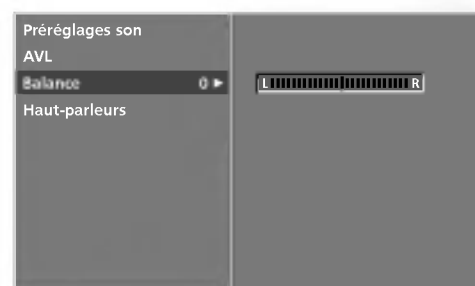 Préréglages son
AVL
Balance 0 ►
L R
Haut-parleurs